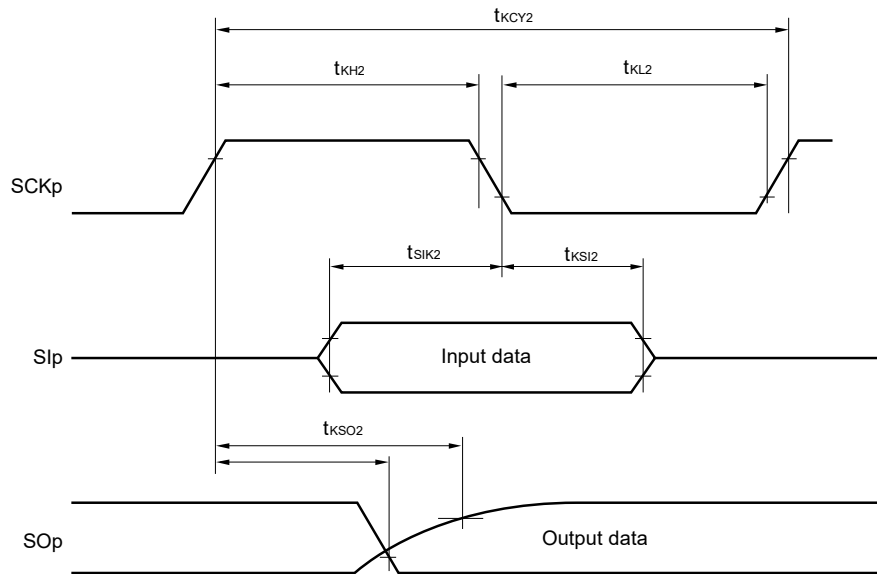 tKCY2
tKH2
tKL2
SCKp
tSIK2
tKSI2
SIp
Input data
tKSO2
SOp
Output data